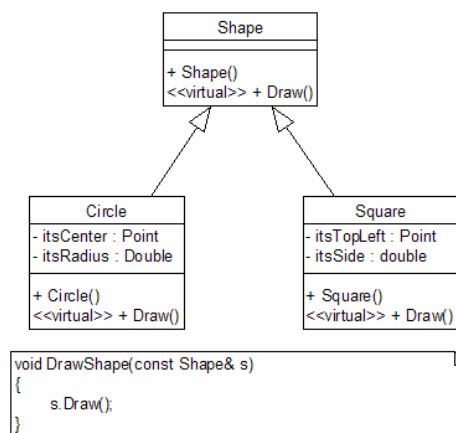 Shape
+ Shape()
<<virtual>> + Draw()
Circle
- itsCenter : Point
- itsRadius : Double
+ Circle()
<<virtual>> + Draw()
Square
- itsTopLeft : Point
- itsSide : double
+ Square()
<<virtual>> + Draw()
void DrawShape(const Shape& s)
{
s.Draw();
}